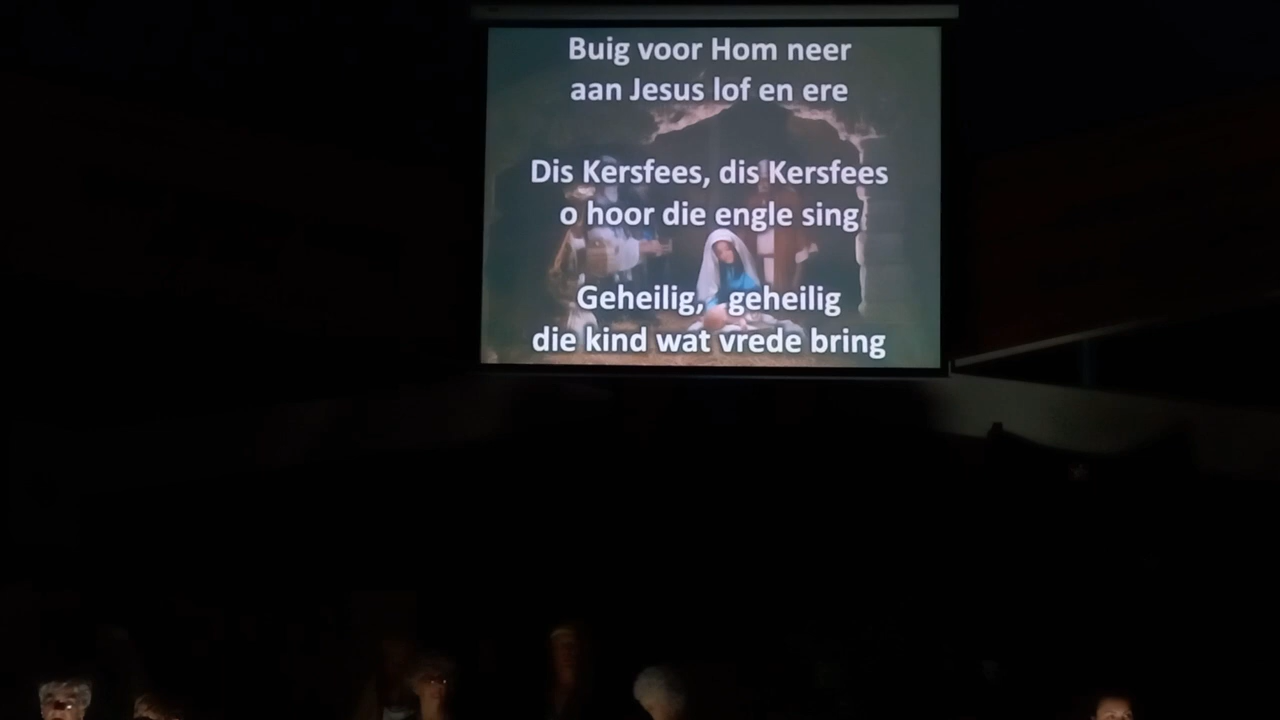 Buig voor Hom neer
aan Jesus lof en ere
Dis Kersfees, dis Kersfees
o hoor die engle sing
Geheilig, geheilig
die kind wat vrede bring